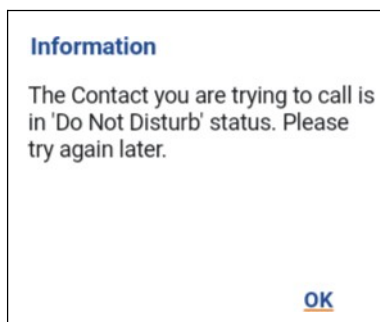 Information
The Contact you are trying to call is
in 'Do Not Disturb' status. Please
try again later.
OK